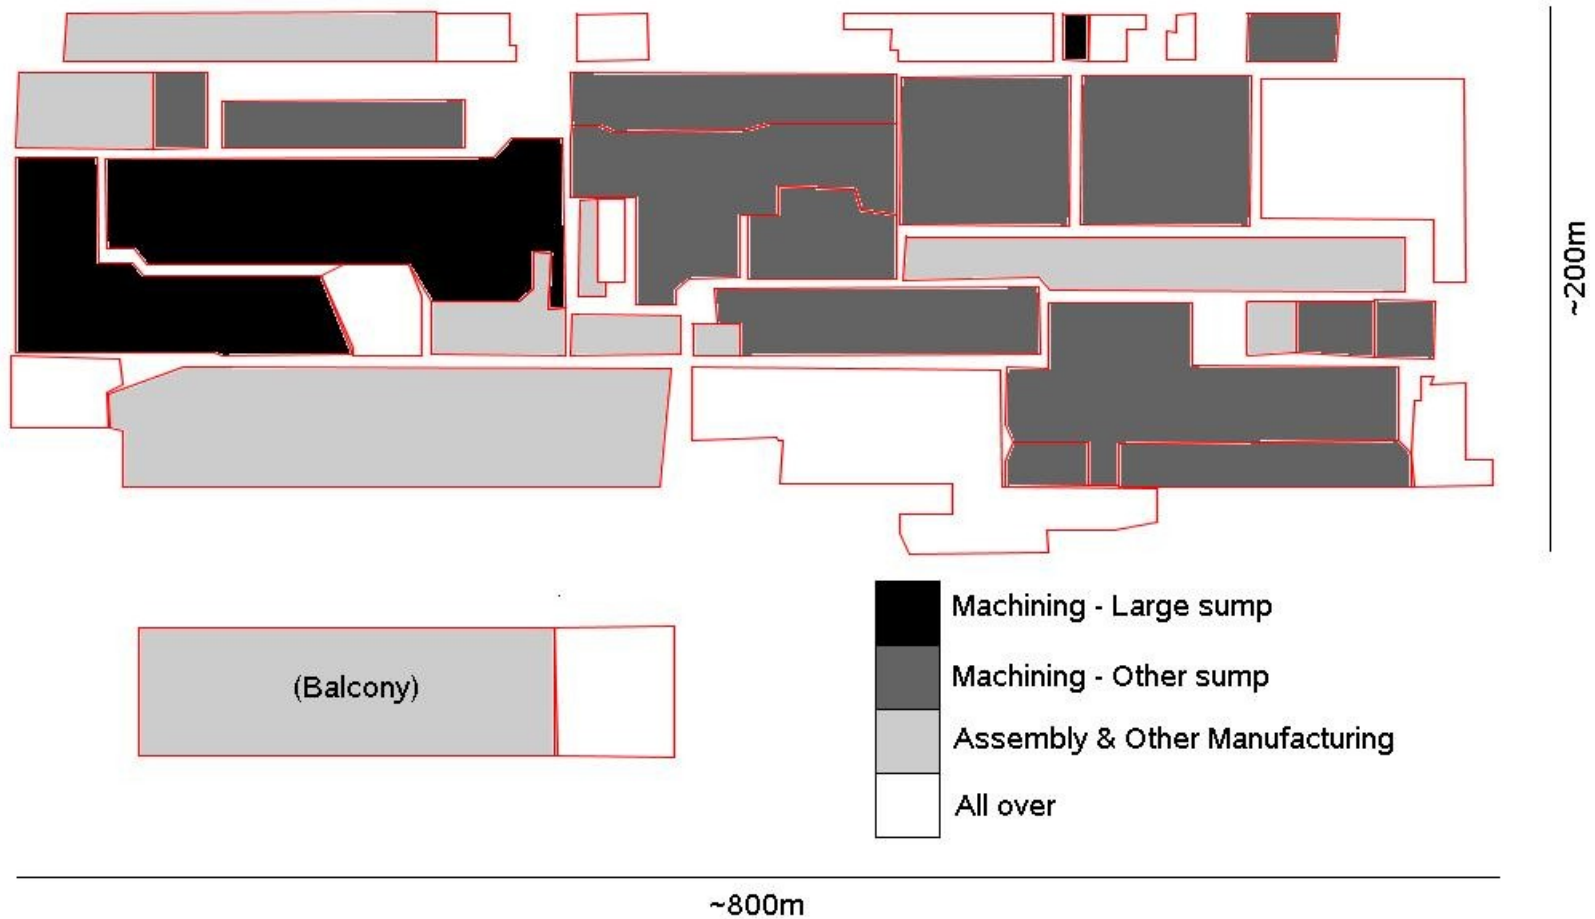 ~200m
Machining - Large sump
Machining - Other sump
(Balcony)
Assembly & Other Manufacturing
All over
~800m